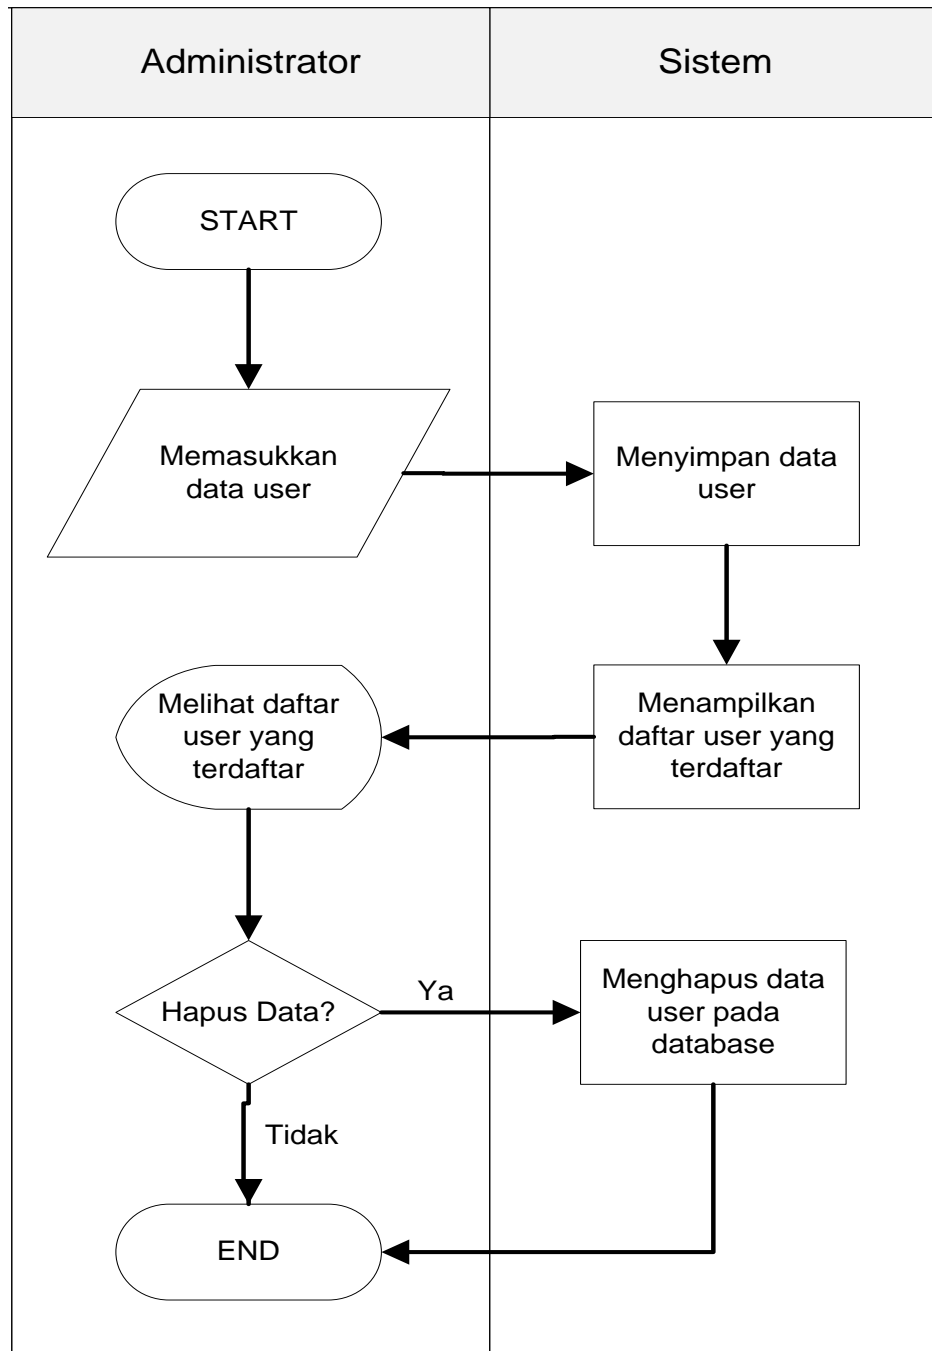 Administrator
Sistem
START
Memasukkan
data user
Menyimpan data
user
Melihat daftar
user yang
terdaftar
Menampilkan
daftar user yang
terdaftar
Hapus Data?
Ya
Menghapus data
user pada
database
Tidak
END